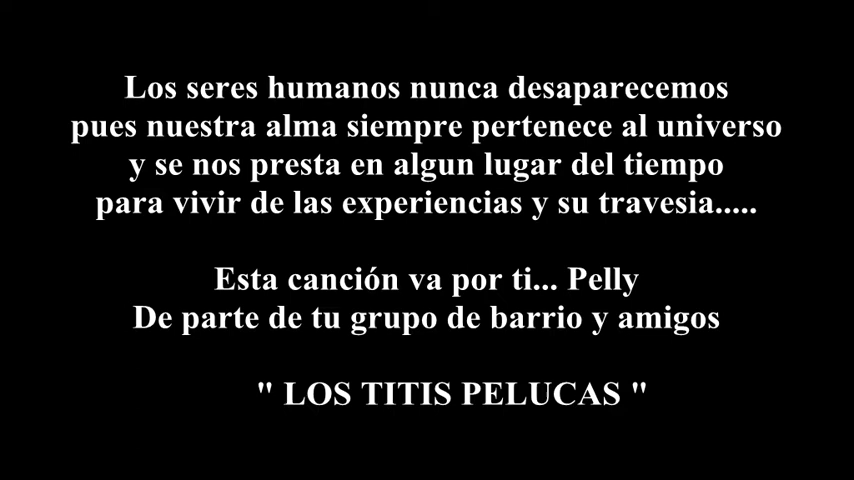 Los seres humanos nunca desaparecemos
pues nuestra alma siempre pertenece al universo
y se nos presta en algun lugar del tiempo
para vivir de las experiencias y su travesia.....
Esta canción va por ti... Pelly
De parte de tu grupo de barrio y amigos
" LOS TITIS PELUCAS "